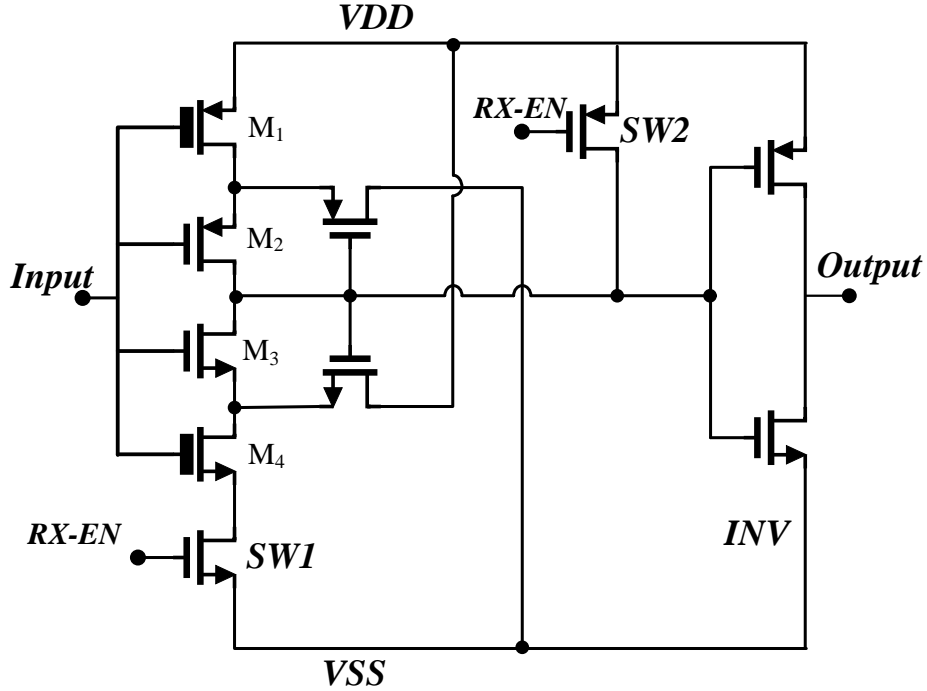 VDD
M1
RX-EN
SW2
M2
Input
Output
M3
M4
RX-EN
SW1
INV
VSS